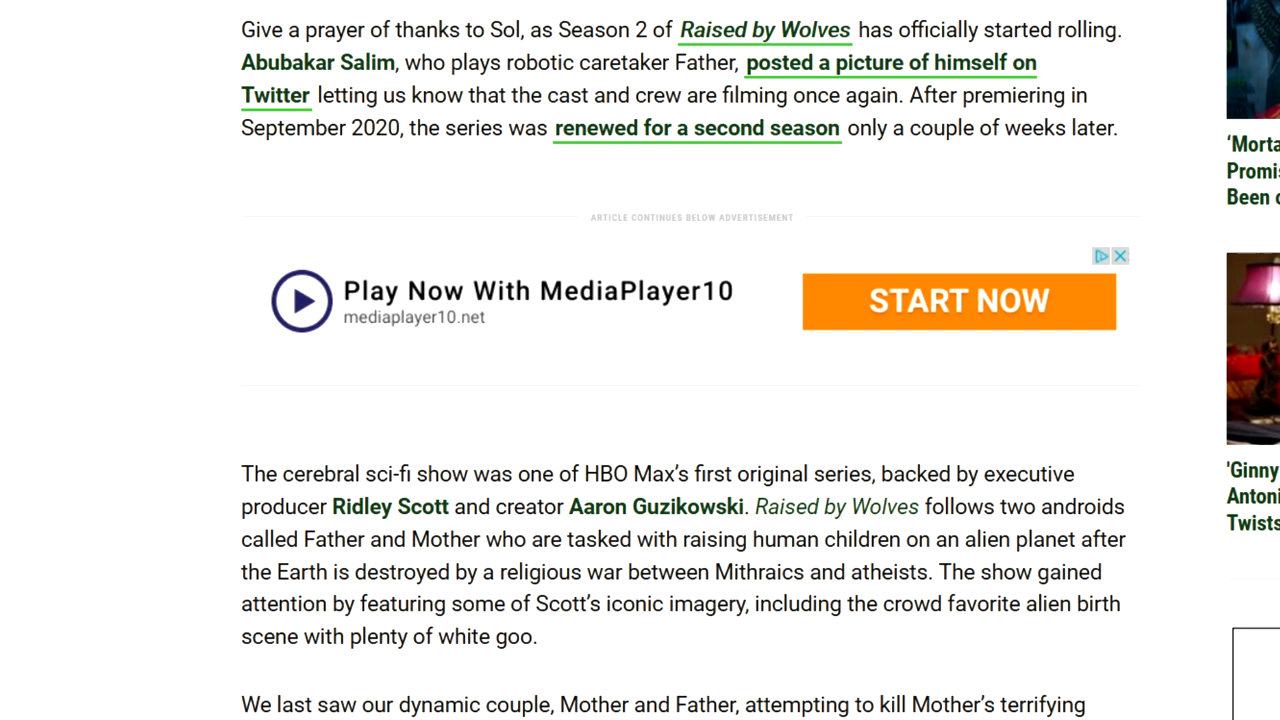 Give a prayer of thanks to Sol, as Season 2 of Raised by Wolves has officially started rolling.
Abubakar Salim, who plays robotic caretaker Father, posted a picture of himself on
Twitter letting us know that the cast and crew are filming once again. After premiering in
September 2020, the series was renewed for a second season only a couple of weeks later.
ARTICLE CONTINUES BELOW ADVERTISEMENT
Play Now With MediaPlayer10
mediaplayer10.net
START NOW
The cerebral sci-fi show was one of HBO Max’s first original series, backed by executive
producer Ridley Scott and creator Aaron Guzikowski. Raised by Wolves follows two androids
called Father and Mother who are tasked with raising human children on an alien planet after
the Earth is destroyed by a religious war between Mithraics and atheists. The show gained
attention by featuring some of Scott’s iconic imagery, including the crowd favorite alien birth
scene with plenty of white goo.
We last saw our dynamic couple, Mother and Father, attempting to kill Mother’s terrifying
‘Morta
Promis
Been o
'Ginny
Antoni
Twists